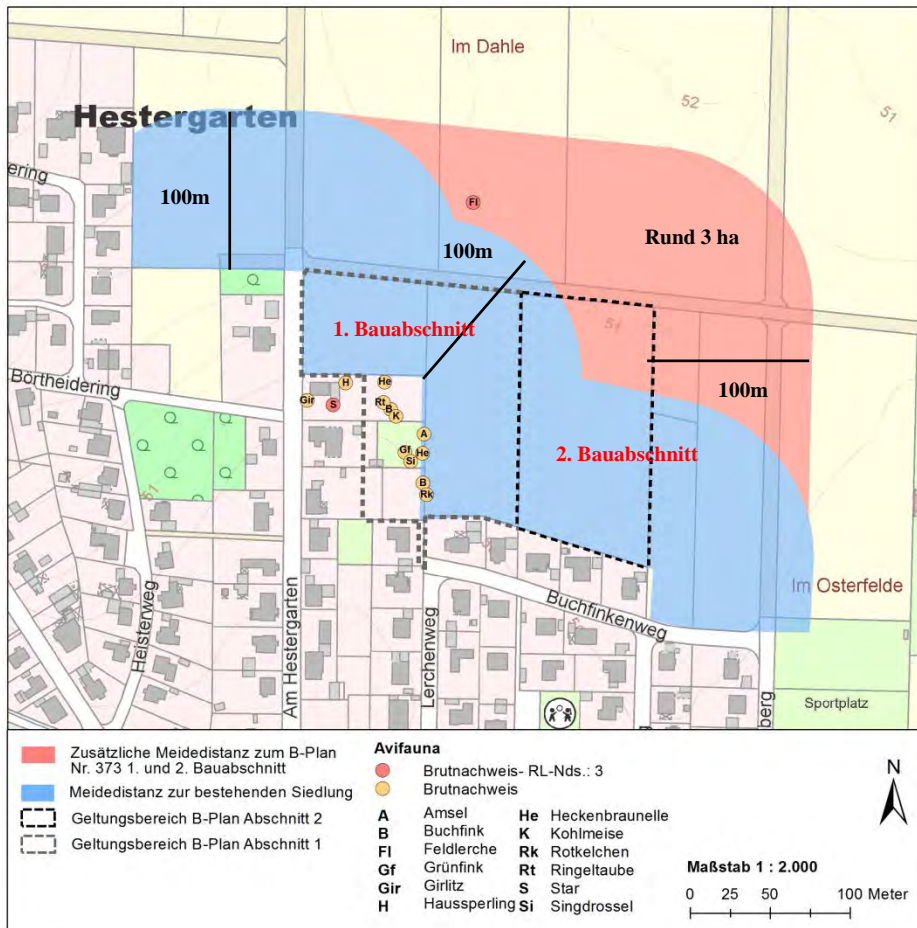 Im Dahle
52
51
Hestergarten
ering
100m
Fl
100m
Rund 3 ha
51
1. Bauabschnitt
100m
Börtheidering
H
He
Gir
S
Rt
B
K
A
Gf
He
Si
2. Bauabschnitt
51
B
Rk
Heisterweg
Am Hestergarten
Lerchenweg
Buchfinkenweg
Im Osterfelde
Sportplatz
berg
Zusätzliche Meidedistanz zum B-Plan
Nr. 373 1. und 2. Bauabschnitt
Meidedistanz zur bestehenden Siedlung
Geltungsbereich B-Plan Abschnitt 2
Geltungsbereich B-Plan Abschnitt 1
Avifauna
Brutnachweis- RL-Nds.: 3
Brutnachweis
A Amsel
B Buchfink
Fl Feldlerche
Gf Grünfink
Gir Girlitz
H Haussperling
He Heckenbraunelle
K Kohlmeise
Rk Rotkelchen
Rt Ringeltaube
S Star
Si Singdrossel
N
Maßstab 1 : 2.000
0 25 50 100 Meter